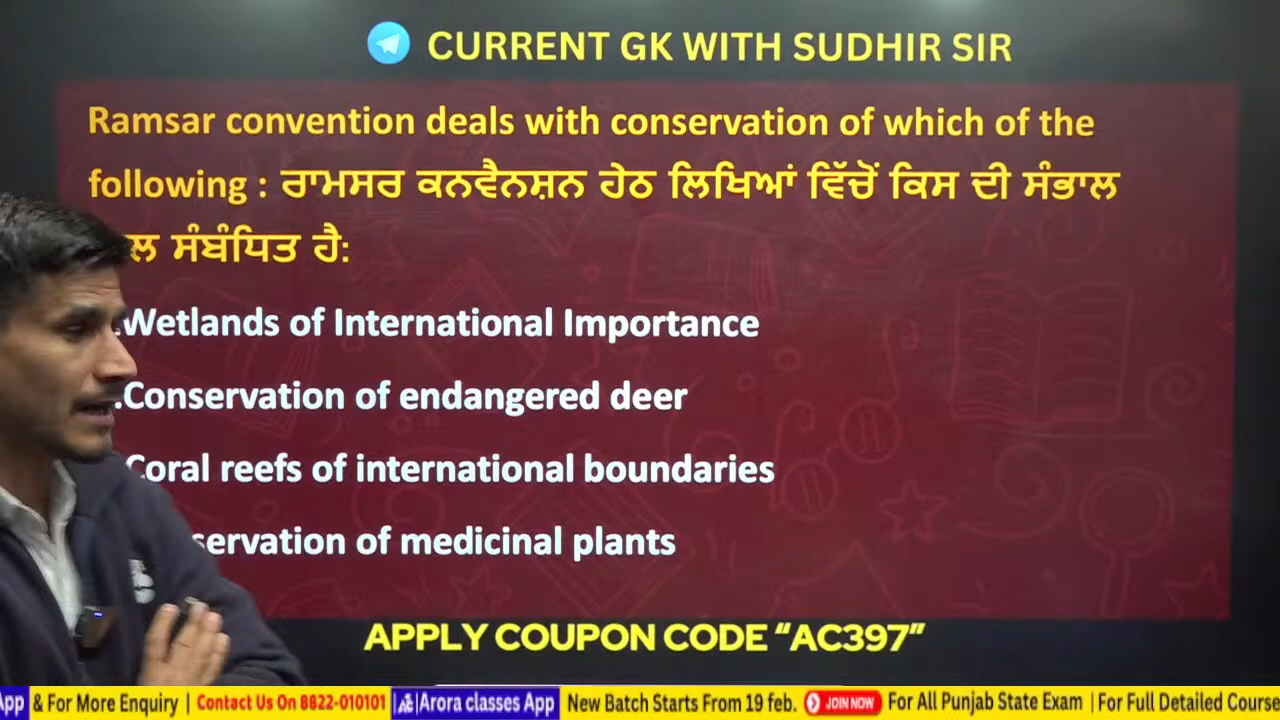 CURRENT GK WITH SUDHIR SIR
Ramsar convention deals with conservation of which of the
following : ਰਾਮਸਰ ਕਨਵੈਨਸ਼ਨ ਹੇਠ ਲਿਖਿਆਂ ਵਿੱਚੋਂ ਕਿਸ ਦੀ ਸੰਭਾਲ
ਸੰਬੰਧਿਤ ਹੈ:
Wetlands of International Importance
Conservation of endangered deer
Coral reefs of international boundaries
of medicinal plants
APPLY COUPON CODE “AC397”
App & For More Enquiry | Contact Us On 8822-010101 |Arora classes App New Batch Starts From 19 feb. JOIN NOW For All Punjab State Exam | For Full Detailed Course